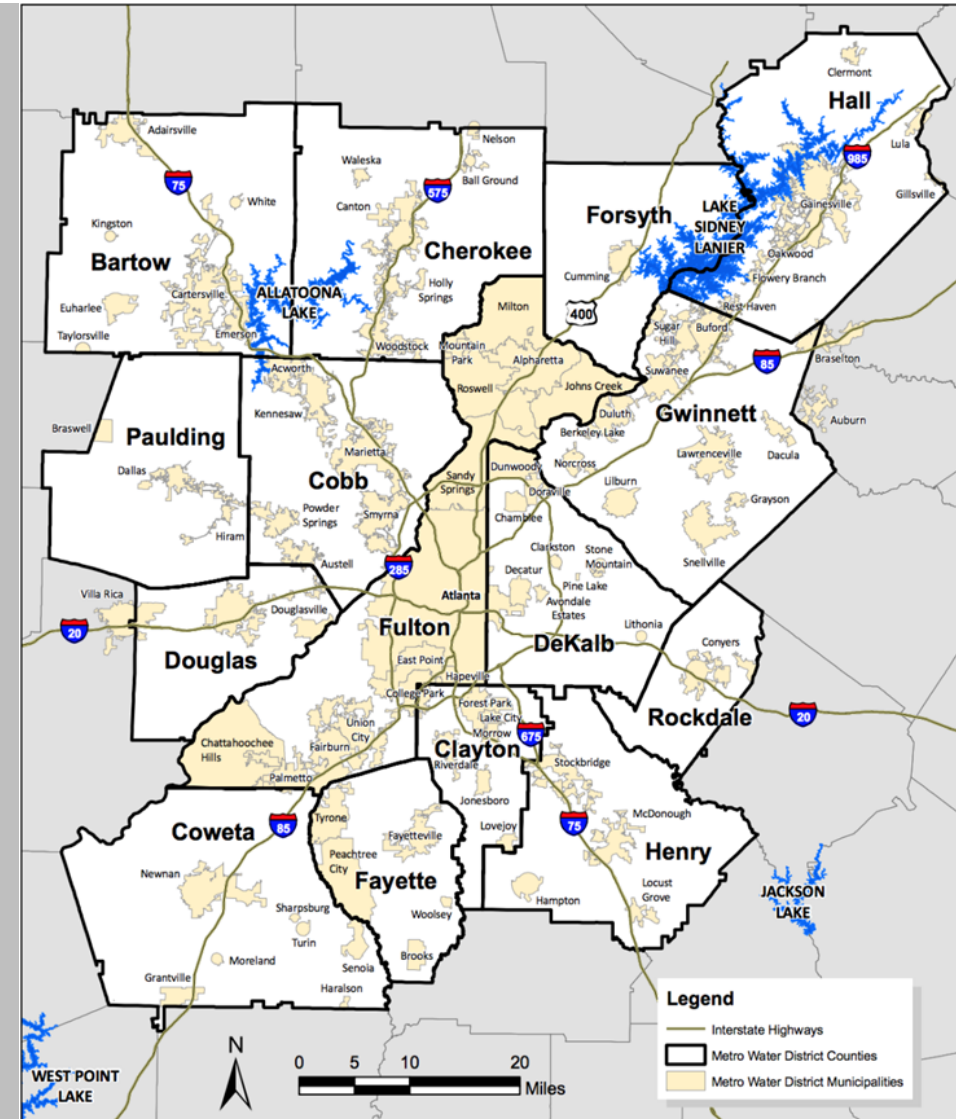 Clermont
Hall
Adairsville
Nelson
Lula
Waleska
985
75
575
Ball Ground
Gillsville
White
Canton
Gainesville
Forsyth
LAKE
SIDNEY
LANIER
Kingston
Cherokee
Bartow
Oakwood
Cumming
Flowery Branch
Holly
Springs
Cartersville
ALLATOONA
LAKE
Milton
Euharlee
400
Rest Haven
Taylorsville
Emerson
Sugar
Hill
Buford
Woodstock
Mountain
Park
Alpharetta
85
Braselton
Acworth
Roswell
Johns Creek
Suwanee
Kennesaw
Duluth
Gwinnett
Auburn
Braswell
Paulding
Berkeley Lake
Marietta
Lawrenceville
Dacula
Dallas
Cobb
Sandy
Springs
Dunwoody
Norcross
Lilburn
Doraville
Grayson
Powder
Springs
Smyrna
Chamblee
Hiram
Clarkston
Stone
Mountain
Snellville
Austell
285
Decatur
Pine Lake
Villa Rica
Atlanta
Avondale
Estates
Douglasville
20
Fulton
Lithonia
DeKalb
Conyers
Douglas
East Point
Hapeville
College Park
Forest Park
Rockdale
20
Union
City
Lake City
Morrow
675
Chattahoochee
Hills
Fairburn
Clayton
Riverdale
Stockbridge
Palmetto
Jonesboro
McDonough
Coweta
85
Tyrone
Fayetteville
Lovejoy
75
Henry
Peachtree
City
Newnan
Fayette
Locust
Grove
JACKSON
LAKE
Hampton
Sharpsburg
Woolsey
Turin
Moreland
Brooks
Senoia
Grantville
Haralson
Legend
Interstate Highways
Metro Water District Counties
Metro Water District Municipalities
N
0 5 10 20
Miles
WEST POINT
LAKE